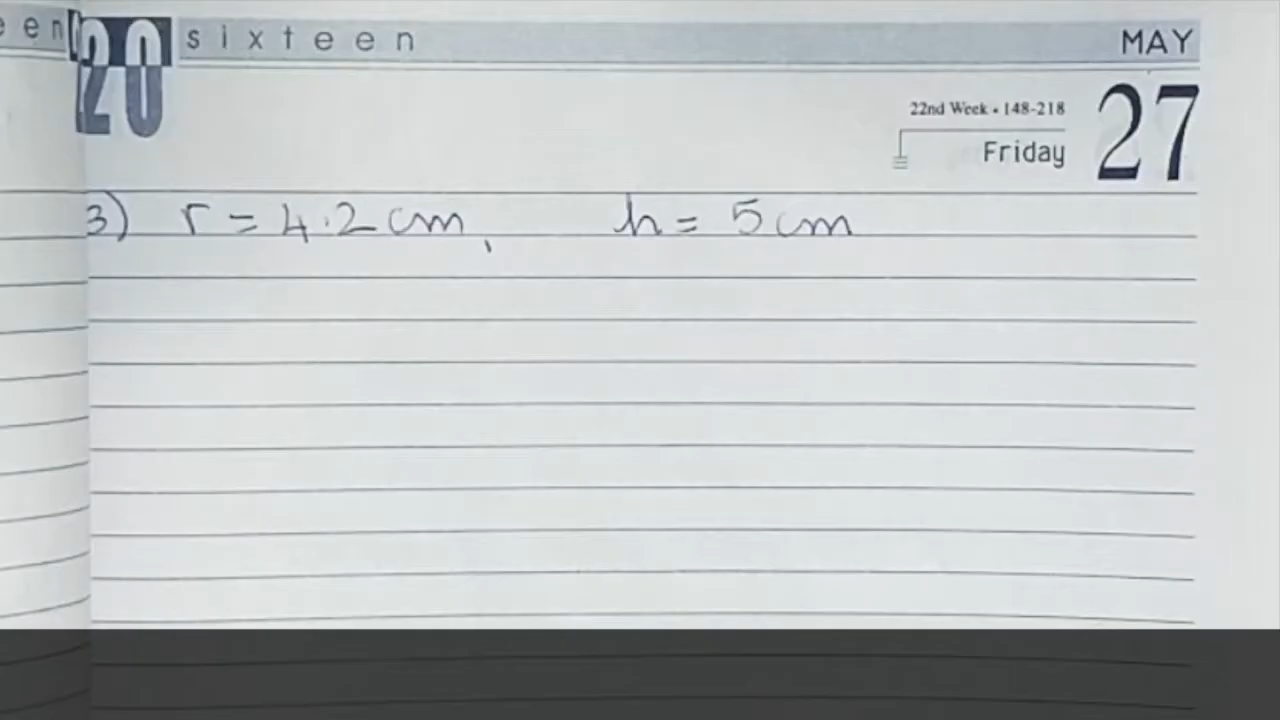 een 20 sixteen MAY
22nd Week • 148-218 27
Friday
3) r = 4.2 cm, h = 5 cm